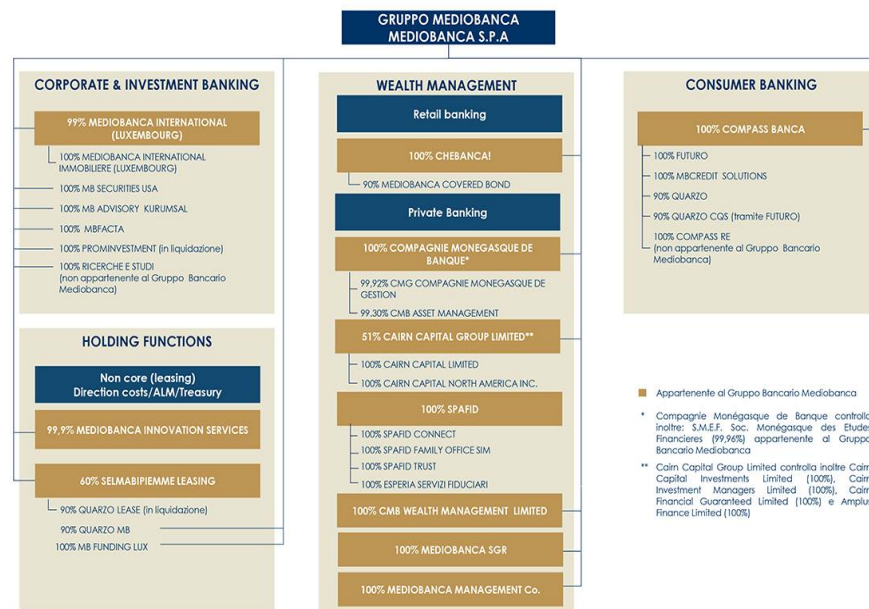 GRUPPO MEDIOBANCA
MEDIOBANCA S.P.A
CORPORATE & INVESTMENT BANKING
99% MEDIOBANCA INTERNATIONAL
(LUXEMBOURG)
100% MEDIOBANCA INTERNATIONAL
IMMOBILIERE (LUXEMBOURG)
100% MB SECURITIES USA
100% MB ADVISORY KURUMSAL
100% MBFACTA
100% PROMINVESTMENT (in liquidazione)
100% RICERCHE E STUDI
(non appartenente al Gruppo Bancario
Mediobanca)
HOLDING FUNCTIONS
Non core (leasing)
Direction costs/ALM/Treasury
99,9% MEDIOBANCA INNOVATION SERVICES
60% SELMABIPIEMME LEASING
90% QUARZO LEASE (in liquidazione)
90% QUARZO MB
100% MB FUNDING LUX
WEALTH MANAGEMENT
Retail banking
100% CHEBANCA!
90% MEDIOBANCA COVERED BOND
Private Banking
100% COMPAGNIE MONEGASQUE DE
BANQUE*
99,92% CMG COMPAGNIE MONEGASQUE DE
GESTION
99.30% CMB ASSET MANAGEMENT
51% CAIRN CAPITAL GROUP LIMITED**
100% CAIRN CAPITAL LIMITED
100% CAIRN CAPITAL NORTH AMERICA INC.
100% SPAFID
100% SPAFID CONNECT
100% SPAFID FAMILY OFFICE SIM
100% SPAFID TRUST
100% ESPERIA SERVIZI FIDUCIARI
100% CMB WEALTH MANAGEMENT LIMITED
100% MEDIOBANCA SGR
100% MEDIOBANCA MANAGEMENT Co.
CONSUMER BANKING
100% COMPASS BANCA
100% FUTURO
100% MBCREDIT SOLUTIONS
90% QUARZO
90% QUARZO CQS (tramite FUTURO)
100% COMPASS RE
(non appartenente al Gruppo Bancario
Mediobanca)
Appartenente al Gruppo Bancario Mediobanca
* Compagnie Monégasque de Banque controlla
inoltre: S.M.E.F. Soc. Monégasque des Etudes
Financieres (99,96%) appartenente al Gruppo
Bancario Mediobanca
** Cairn Capital Group Limited controlla inoltre Cairn
Capital Investments Limited (100%), Cairn
Investment Managers Limited (100%), Cairn
Financial Guaranteed Limited (100%) e Amplus
Finance Limited (100%)